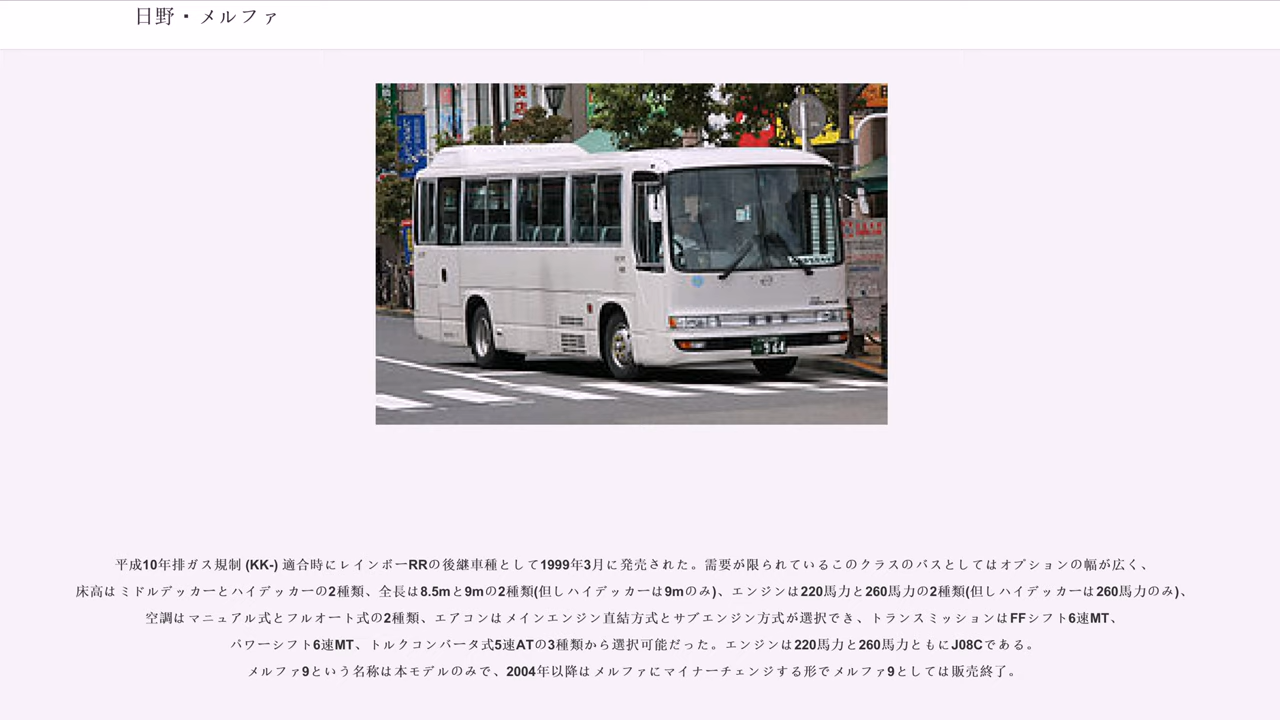 日野・メルファ
964
平成10年排ガス規制 (KK-) 適合時にレインボーRRの後継車種として1999年3月に発売された。需要が限られているこのクラスのバスとしてはオプションの幅が広く、
床高はミドルデッカーとハイデッカーの2種類、全長は8.5mと9mの2種類(但しハイデッカーは9mのみ)、エンジンは220馬力と260馬力の2種類(但しハイデッカーは260馬力のみ)、
空調はマニュアル式とフルオート式の2種類、エアコンはメインエンジン直結方式とサブエンジン方式が選択でき、トランスミッションはFFシフト6速MT、
パワーシフト6速MT、トルクコンバータ式5速ATの3種類から選択可能だった。エンジンは220馬力と260馬力ともにJ08Cである。
メルファ9という名称は本モデルのみで、2004年以降はメルファにマイナーチェンジする形でメルファ9としては販売終了。